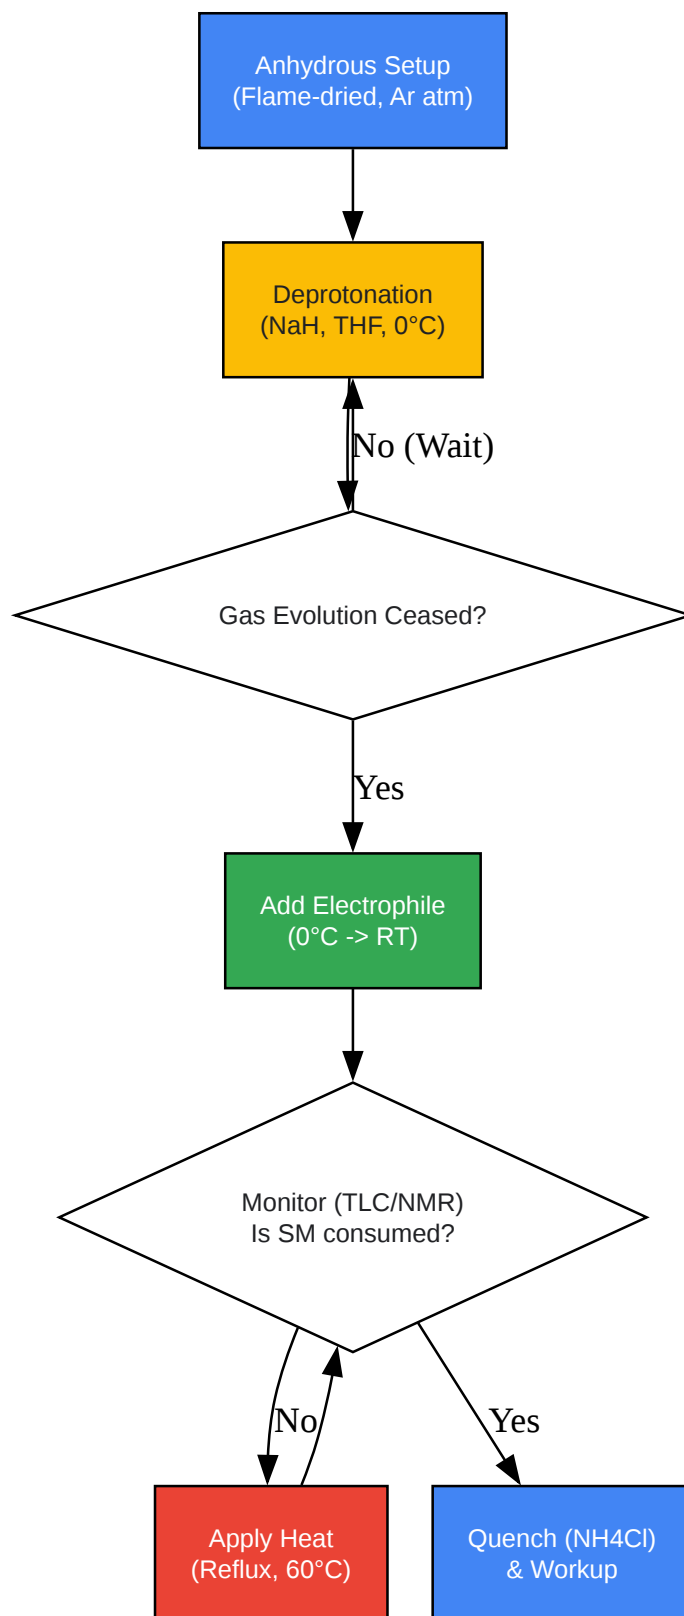 Anhydrous Setup
(Flame-dried, Ar atm)
Deprotonation
(NaH, THF, 0°C)
No (Wait)
Gas Evolution Ceased?
Yes
Add Electrophile
(0°C -> RT)
Monitor (TLC/NMR)
Is SM consumed?
No
Yes
Apply Heat
(Reflux, 60°C)
Quench (NH4Cl)
& Workup